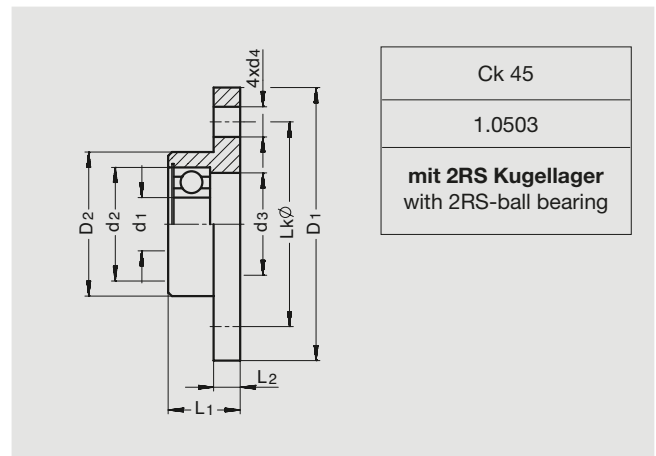 4xd4
D2
d2
d1
d3
LkØ
D1
L2
L1
Ck 45
1.0503
mit 2RS Kugellager
with 2RS-ball bearing